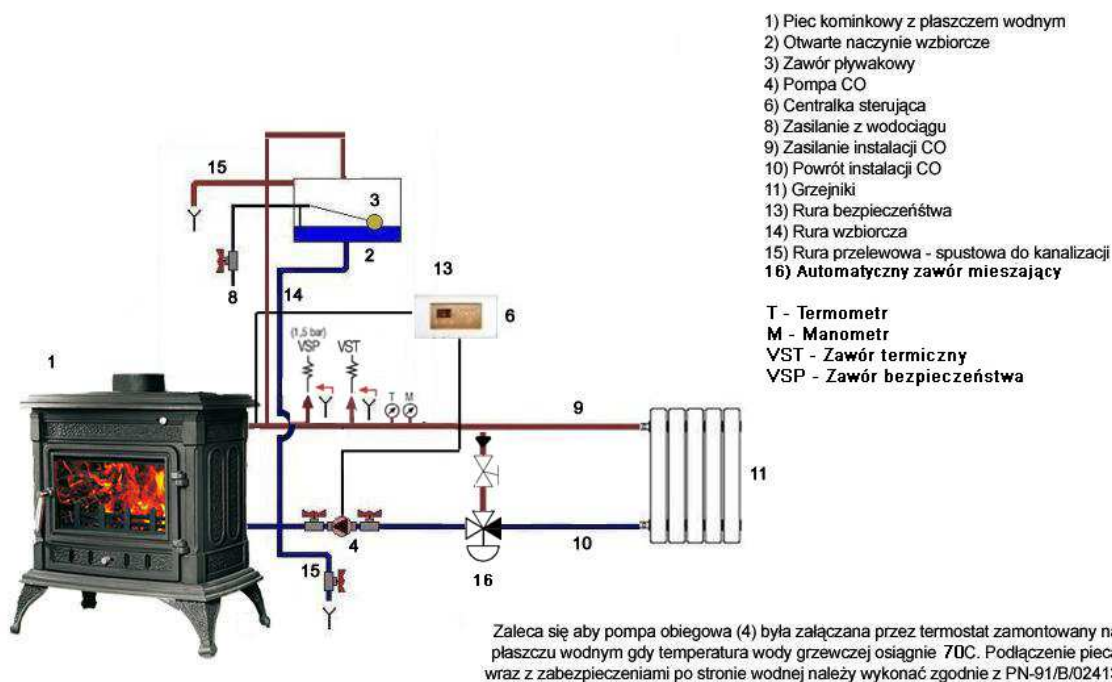 1) Piec kominkowy z płaszczem wodnym
2) Otwarte naczynie wzbiorcze
3) Zawór pływakowy
4) Pompa CO
6) Centralka sterująca
8) Zasilanie z wodociągu
9) Zasilanie instalacji CO
10) Powrót instalacji CO
11) Grzejniki
13) Rura bezpieczeńśtwa
14) Rura wzbiorcza
15) Rura przelewowa - spustowa do kanalizacji
16) Automatyczny zawór mieszający
T - Termometr
M - Manometr
VST - Zawór termiczny
VSP - Zawór bezpieczeństwa
15
3
2
13
8
14
6
(1,5 bar)
VSP VST
1
T M
9
11
4
10
15
16
Zaleca się aby pompa obiegowa (4) była załączana przez termostat zamontowany na
płaszczu wodnym gdy temperatura wody grzewczej osiągnie 70C. Podłączenie pieca
wraz z zabezpieczeniami po stronie wodnej należy wykonać zgodnie z PN-91/B/02413